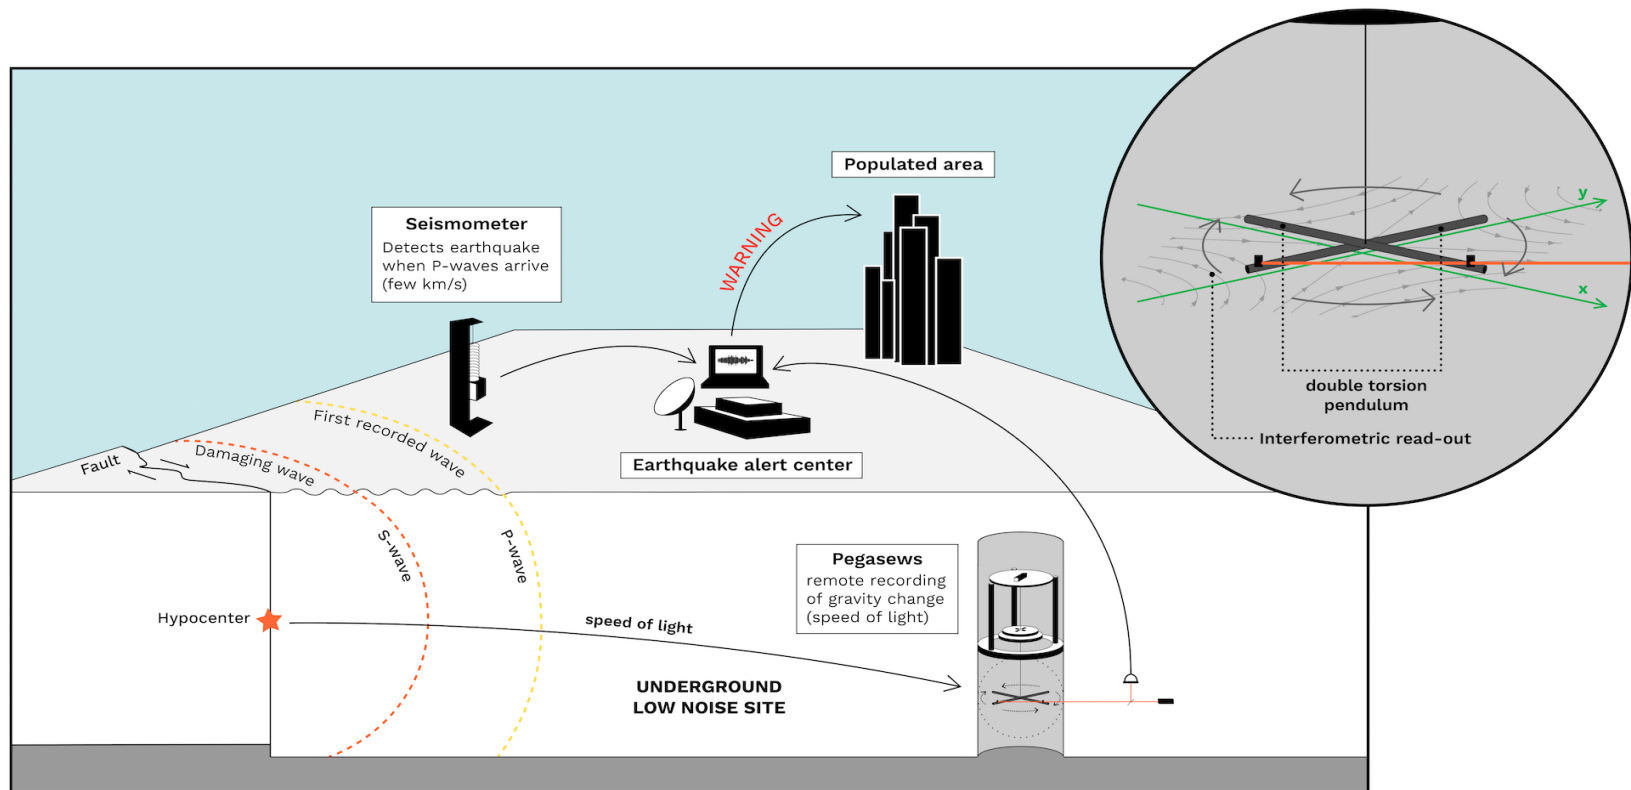 Populated area
WARNING
Seismometer
Detects earthquake
when P-waves arrive
(few km/s)
y
x
double torsion
pendulum
Interferometric read-out
First recorded wave
Damaging wave
Fault
Earthquake alert center
S-wave
P-wave
Pegasews
remote recording
of gravity change
(speed of light)
Hypocenter
speed of light
UNDERGROUND
LOW NOISE SITE